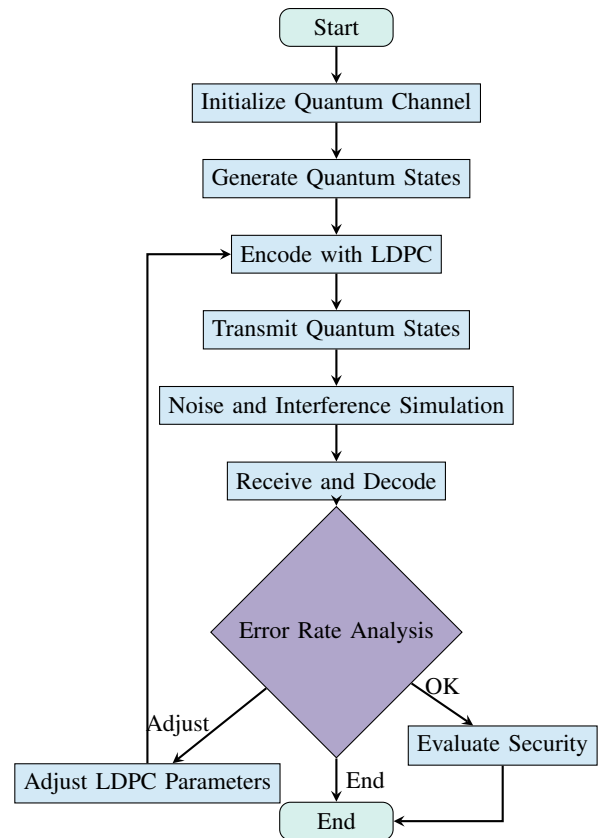 Start
Initialize Quantum Channel
Generate Quantum States
Encode with LDPC
Transmit Quantum States
Noise and Interference Simulation
Receive and Decode
Error Rate Analysis
OK
Adjust
Evaluate Security
Adjust LDPC Parameters
End
End